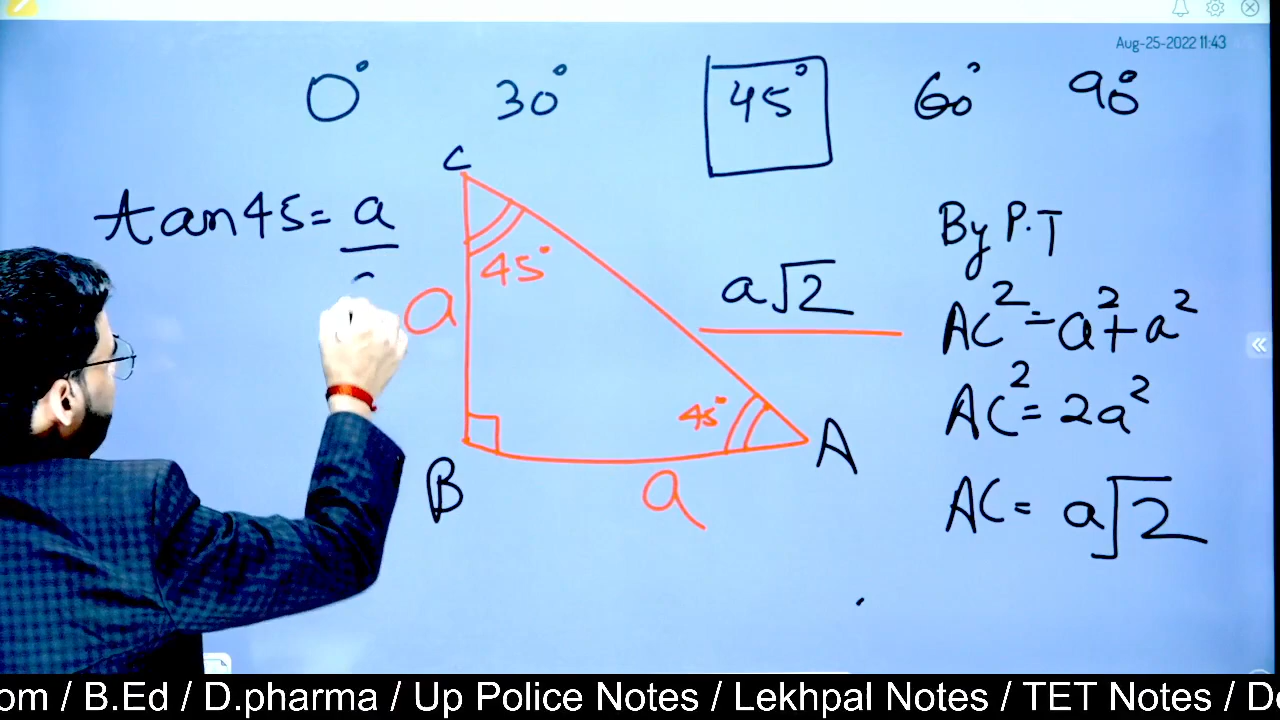 Aug-25-2022 11:43
0° 30° 45° 60° 90°
C
tan45 = a
45°
a
a√2
45°
B
A
a
By P.T
AC² = a² + a²
AC² = 2a²
AC = a√2
om / B.Ed / D.pharma / Up Police Notes / Lekhpal Notes / TET Notes / D